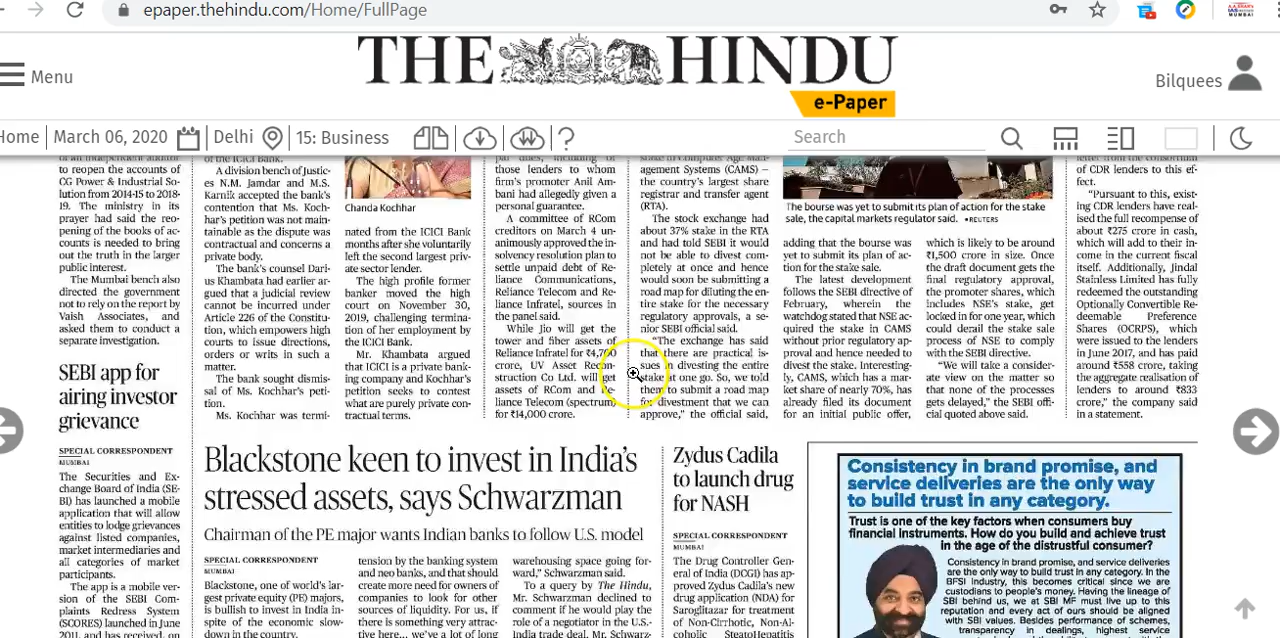 epaper.thehindu.com/Home/FullPage
Menu
THE HINDU
e-Paper
Bilquees
Home
March 06, 2020
Delhi
15: Business
?
Search
of an independent auditor
to reopen the accounts of
CG Power & Industrial So-
lution from 2014-15 to 2018-
19. The ministry in its
prayer had said the reo-
pening of the books of ac-
counts is needed to bring
out the truth in the larger
public interest.
The Mumbai bench also
directed the government
not to rely on the report by
Vaish Associates, and
asked them to conduct a
separate investigation.
SEBI app for
airing investor
grievance
SPECIAL CORRESPONDENT
MUMBAI
The Securities and Ex-
change Board of India (SE-
BI) has launched a mobile
application that will allow
entities to lodge grievances
against listed companies,
market intermediaries and
all categories of market
participants.
The app is a mobile ver-
sion of the SEBI Com-
plaints Redress System
(SCORES) launched in June
2011, and has received, on
of the ICICI Bank.
A division bench of Justic-
es N.M. Jamdar and M.S.
Karnik accepted the bank's
contention that Ms. Koch-
har's petition was not main-
tainable as the dispute was
contractual and concerns a
private body.
The bank's counsel Dari-
us Khambata had earlier ar-
gued that a judicial review
cannot be incurred under
Article 226 of the Constitu-
tion, which empowers high
courts to issue directions,
orders or writs in such a
matter.
The bank sought dismis-
sal of Ms. Kochhar's peti-
tion.
Ms. Kochhar was termi-
Chanda Kochhar
nated from the ICICI Bank
months after she voluntarily
left the second largest priv-
ate sector lender.
The high profile former
banker moved the high
court on November 30,
2019, challenging termina-
tion of her employment by
the ICICI Bank.
Mr. Khambata argued
that ICICI is a private bank-
ing company and Kochhar's
petition seeks to contest
what are purely private con-
tractual terms.
pal dues, including of
those lenders to whom
firm's promoter Anil Am-
bani had allegedly given a
personal guarantee.
A committee of RCom
creditors on March 4 un-
animously approved the in-
solvency resolution plan to
settle unpaid debt of Re-
liance Communications,
Reliance Telecom and Re-
liance Infratel, sources in
the panel said.
While Jio will get the
tower and fiber assets of
Reliance Infratel for ₹4,700
crore, UV Asset Recon-
struction Co Ltd. will get
assets of RCom and Re-
liance Telecom (spectrum)
for ₹14,000 crore.
agement Systems (CAMS) –
the country's largest share
registrar and transfer agent
(RTA).
The stock exchange had
about 37% stake in the RTA
and had told SEBI it would
not be able to divest com-
pletely at once and hence
would soon be submitting a
road map for diluting the en-
tire stake for the necessary
regulatory approvals, a se-
nior SEBI official said.
"The exchange has said
that there are practical is-
sues in divesting the entire
stake at one go. So, we told
them to submit a road map
for divestment that we can
approve," the official said,
The bourse was yet to submit its plan of action for the stake
sale, the capital markets regulator said. •REUTERS
adding that the bourse was
yet to submit its plan of ac-
tion for the stake sale.
The latest development
follows the SEBI directive of
February, wherein the
watchdog stated that NSE ac-
quired the stake in CAMS
without prior regulatory ap-
proval and hence needed to
divest the stake. Interesting-
ly, CAMS, which has a mar-
ket share of nearly 70%, has
already filed its document
for an initial public offer,
which is likely to be around
₹1,500 crore in size. Once
the draft document gets the
final regulatory approval,
the promoter shares, which
includes NSE's stake, get
locked in for one year, which
could derail the stake sale
process of NSE to comply
with the SEBI directive.
"We will take a consider-
ate view on the matter so
that none of the processes
gets delayed," the SEBI offi-
cial quoted above said.
letter from the consortium
of CDR lenders to this ef-
fect.
"Pursuant to this, exist-
ing CDR lenders have real-
ised the full recompense of
about ₹275 crore in cash,
which will add to their in-
come in the current fiscal
itself. Additionally, Jindal
Stainless Limited has fully
redeemed the outstanding
Optionally Convertible Re-
deemable Preference
Shares (OCRPS), which
were issued to the lenders
in June 2017, and has paid
around ₹558 crore, taking
the aggregate realisation of
lenders to around ₹833
crore," the company said
in a statement.
Blackstone keen to invest in India's
stressed assets, says Schwarzman
Chairman of the PE major wants Indian banks to follow U.S. model
SPECIAL CORRESPONDENT
MUMBAI
Blackstone, one of world's lar-
gest private equity (PE) majors,
is bullish to invest in India in-
spite of the economic slow-
down in the country.
tension by the banking system
and neo banks, and that should
create more need for owners of
companies to look for other
sources of liquidity. For us, if
there is something very attrac-
tive here... we've a lot of long
warehousing space going for-
ward," Schwarzman said.
To a query by The Hindu,
Mr. Schwarzman declined to
comment if he would play the
role of a negotiator in the U.S.-
India trade deal. Mr. Schwarz-
Zydus Cadila
to launch drug
for NASH
SPECIAL CORRESPONDENT
MUMBAI
The Drug Controller Gen-
eral of India (DCGI) has ap-
proved Zydus Cadila's new
drug application (NDA) for
Saroglitazar for treatment
of Non-Cirrhotic, Non-Al-
coholic SteatoHepatitis
Consistency in brand promise, and
service deliveries are the only way
to build trust in any category.
Trust is one of the key factors when consumers buy
financial instruments. How do you build and achieve trust
in the age of the distrustful consumer?
Consistency in brand promise, and service deliveries
are the only way to build trust in any category. In the
BFSI industry, this becomes critical since we are
custodians to people's money. Having the lineage of
SBI behind us, we at SBI MF must live up to this
reputation and every act of ours should be aligned
with SBI values. Besides performance of schemes,
transparency in dealings, highest service